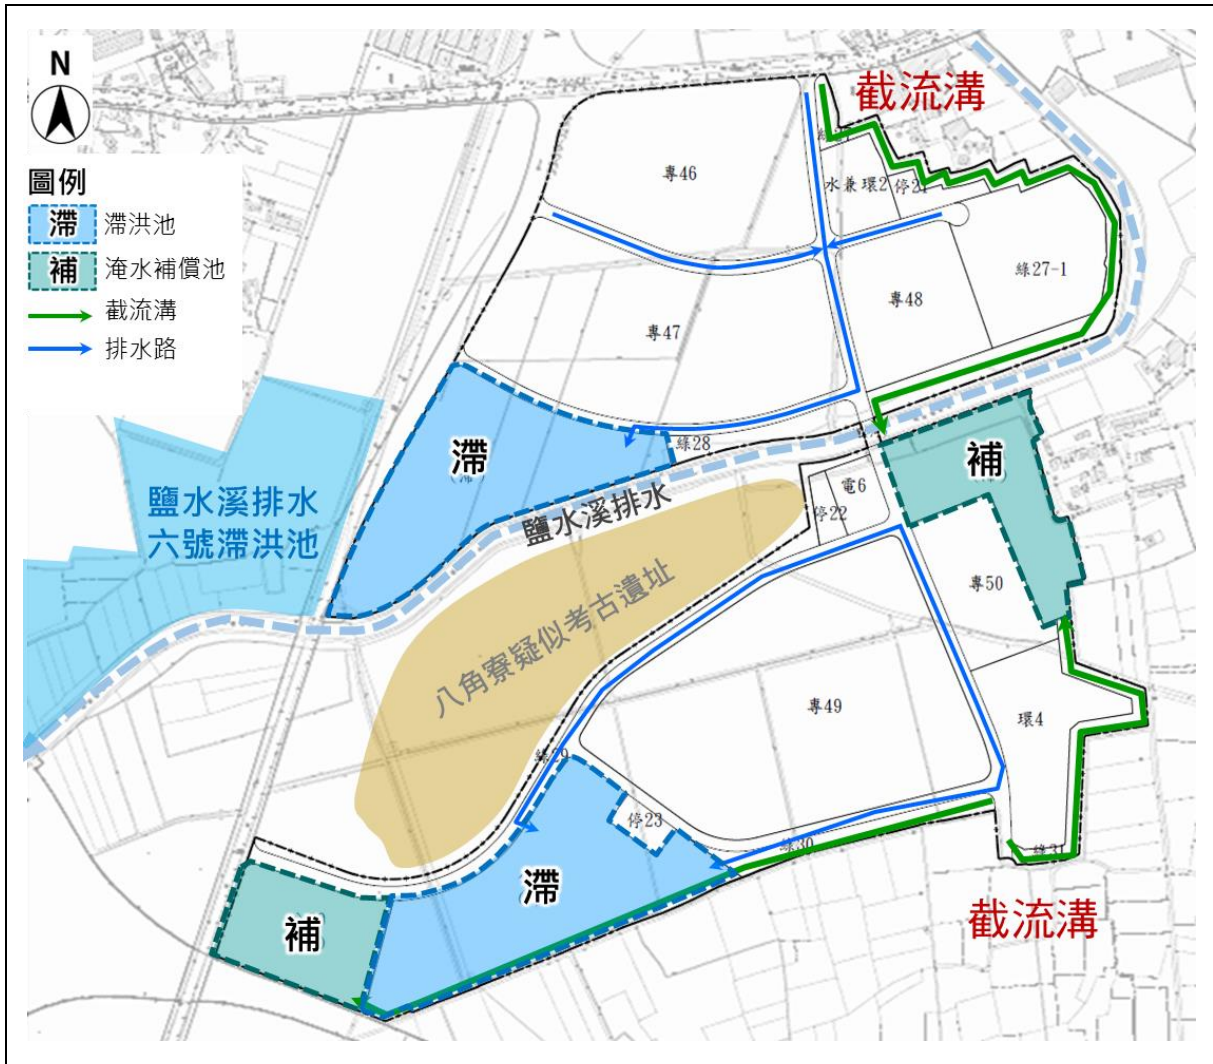 N
截流溝
圖例
滯 滯洪池
補 淹水補償池
截流溝
排水路
專46
水兼環2
停21
綠27-1
專48
專47
滯
綠28
補
鹽水溪排水
六號滯洪池
鹽水溪排水
電6
停22
八角寮疑似考古遺址
專50
專49
環4
綠29
停23
綠30
綠31
滯
補
截流溝